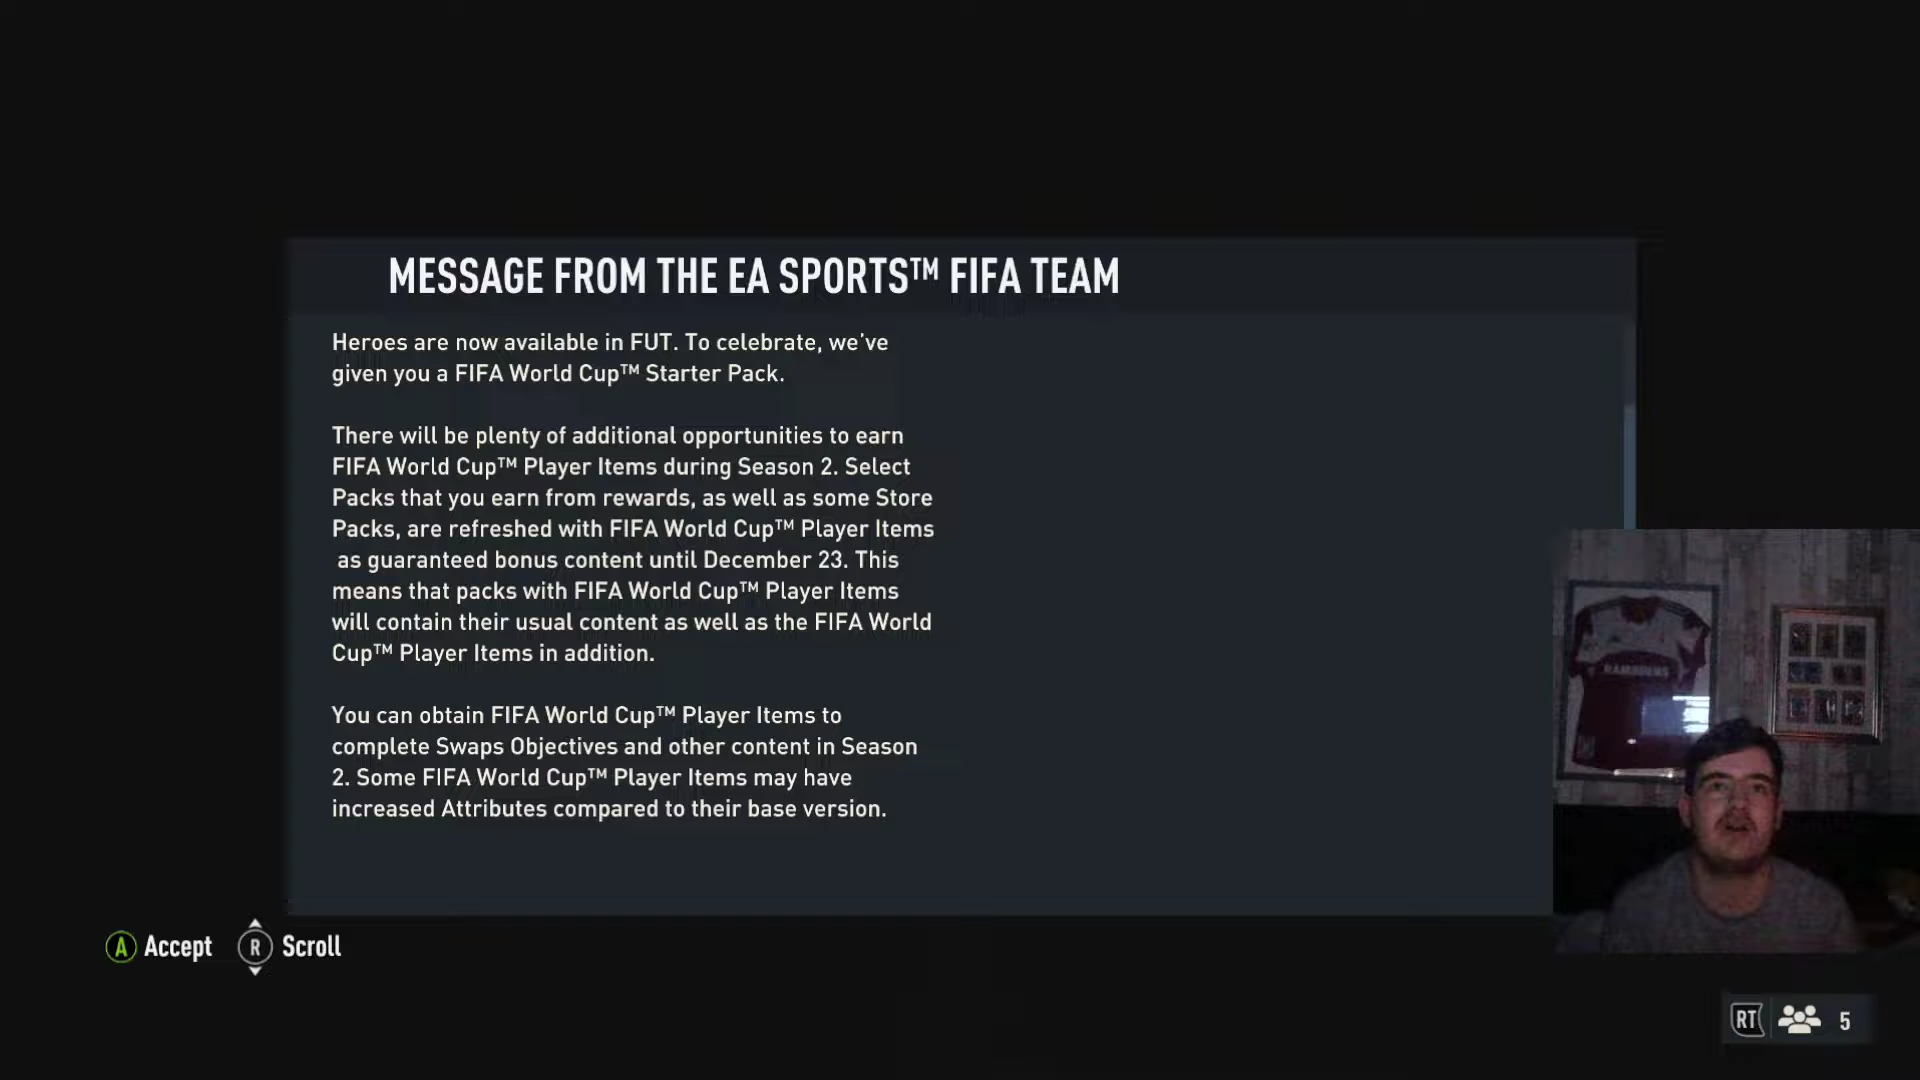 MESSAGE FROM THE EA SPORTS™ FIFA TEAM
Heroes are now available in FUT. To celebrate, we've
given you a FIFA World Cup™ Starter Pack.
There will be plenty of additional opportunities to earn
FIFA World Cup™ Player Items during Season 2. Select
Packs that you earn from rewards, as well as some Store
Packs, are refreshed with FIFA World Cup™ Player Items
as guaranteed bonus content until December 23. This
means that packs with FIFA World Cup™ Player Items
will contain their usual content as well as the FIFA World
Cup™ Player Items in addition.
You can obtain FIFA World Cup™ Player Items to
complete Swaps Objectives and other content in Season
2. Some FIFA World Cup™ Player Items may have
increased Attributes compared to their base version.
A Accept R Scroll
RT 5